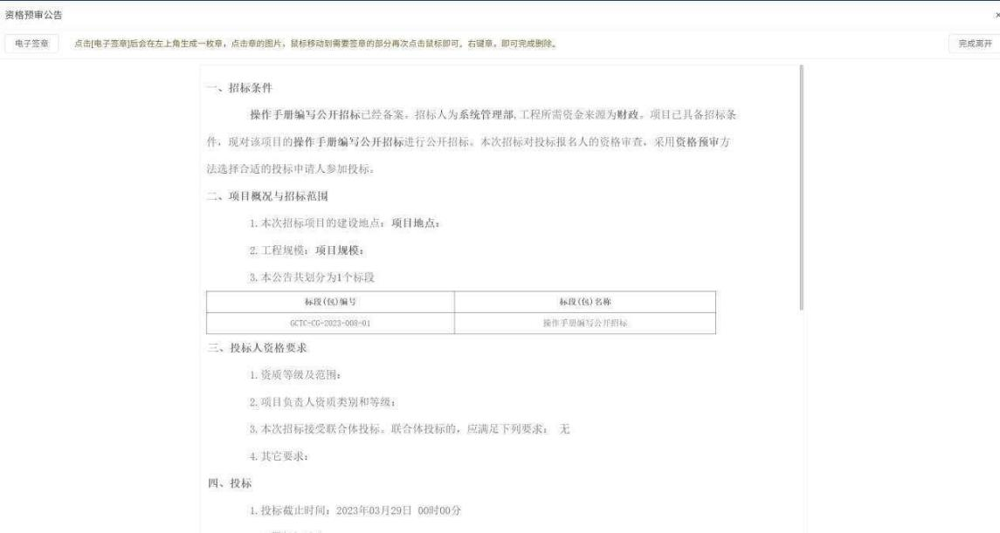 资格预审公告
×
电子签章
点击[电子签章]后会在左上角生成一枚章，点击章的图片，鼠标移动到需要签章的部分再次点击鼠标即可。右键章，即可完成删除。
完成离开
一、招标条件
操作手册编写公开招标已经备案。招标人为系统管理部,工程所需资金来源为财政。项目已具备招标条
件，现对该项目的操作手册编写公开招标进行公开招标。本次招标对投标报名人的资格审查，采用资格预审方
法选择合适的投标申请人参加投标。
二、项目概况与招标范围
1.本次招标项目的建设地点：项目地点：
2.工程规模：项目规模：
3.本公告共划分为1个标段
标段(包)编号 标段(包)名称
GCTC-CG-2023-008-01 操作手册编写公开招标
三、投标人资格要求
1.资质等级及范围：
2.项目负责人资质类别和等级：
3.本次招标接受联合体投标。联合体投标的，应满足下列要求： 无
4.其它要求：
四、投标
1.投标截止时间：2023年03月29日 00时00分